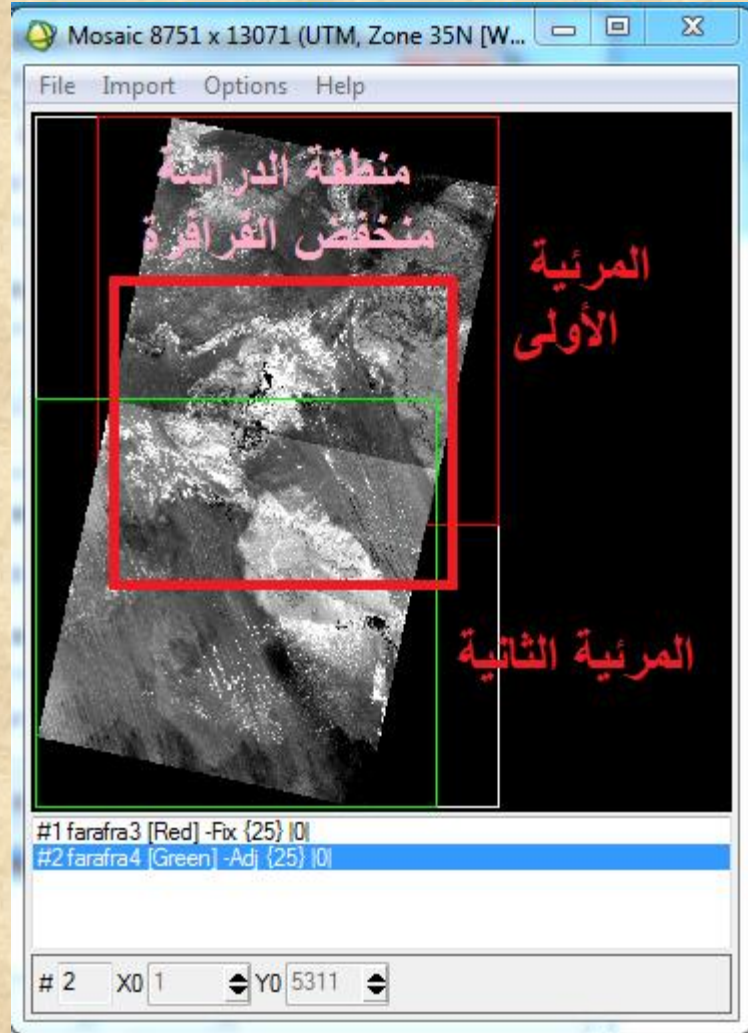 Mosaic 8751 x 13071 (UTM, Zone 35N [W...
File Import Options Help
منطقة الدراسة
منخفض الفرافرة
المرئية
الأولى
المرئية الثانية
#1 farafra3 [Red] -Fix {25} |0|
#2 farafra4 [Green] -Adj {25} |0|
# 2 X0 1 Y0 5311